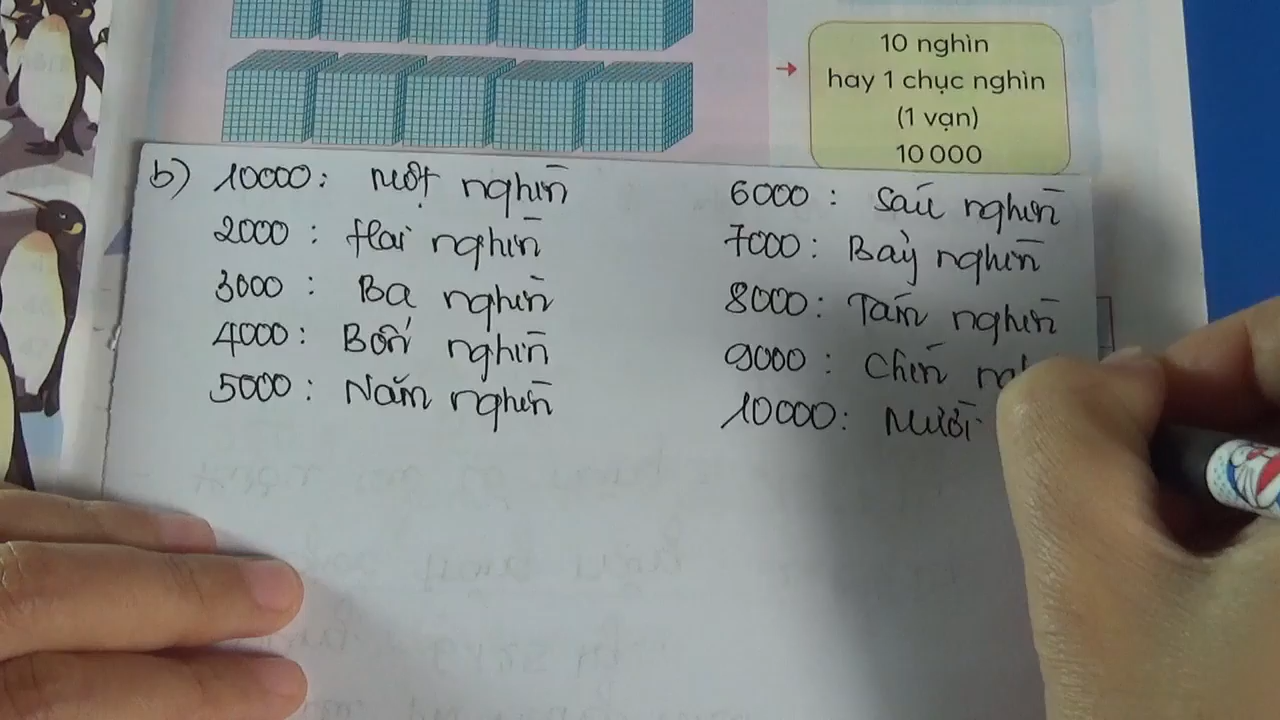 10 nghìn
hay 1 chục nghìn
(1 vạn)
10 000
b) 10000: Một nghìn
2000: Hai nghìn
3000: Ba nghìn
4000: Bốn nghìn
5000: Năm nghìn
6000: Sáu nghìn
7000: Bảy nghìn
8000: Tám nghìn
9000: Chín
10000: Mười